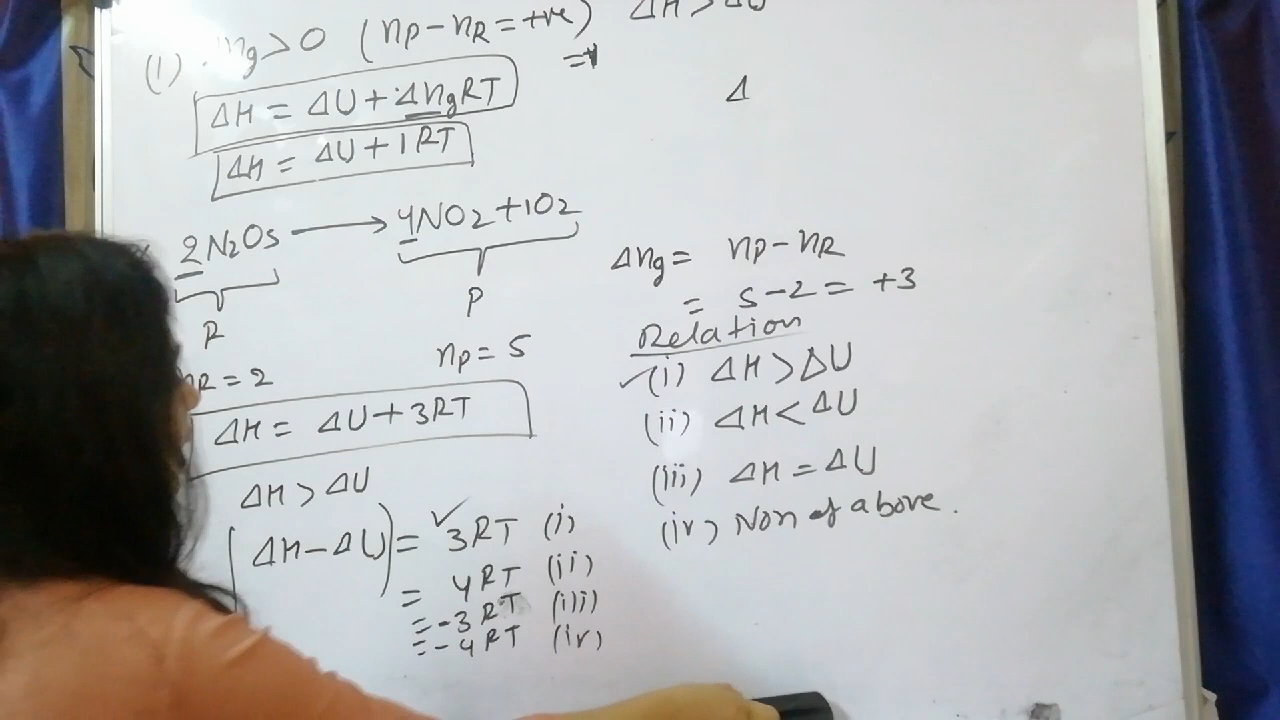 (1) ng>0 (np-nR=+ve) ΔH>ΔU
=
ΔH = ΔU+ΔngRT
Δ
ΔH = ΔU+1RT
2N2O5 → 4NO2+1O2
R
P
nR=2
np=5
ΔH = ΔU+3RT
ΔH>ΔU
ΔH-ΔU = ✓3RT (i)
= 4RT (ii)
= -3RT (iii)
= -4RT (iv)
Δng = np-nR
= 5-2 = +3
Relation
✓(i) ΔH>ΔU
(ii) ΔH<ΔU
(iii) ΔH=ΔU
(iv) Non of above.